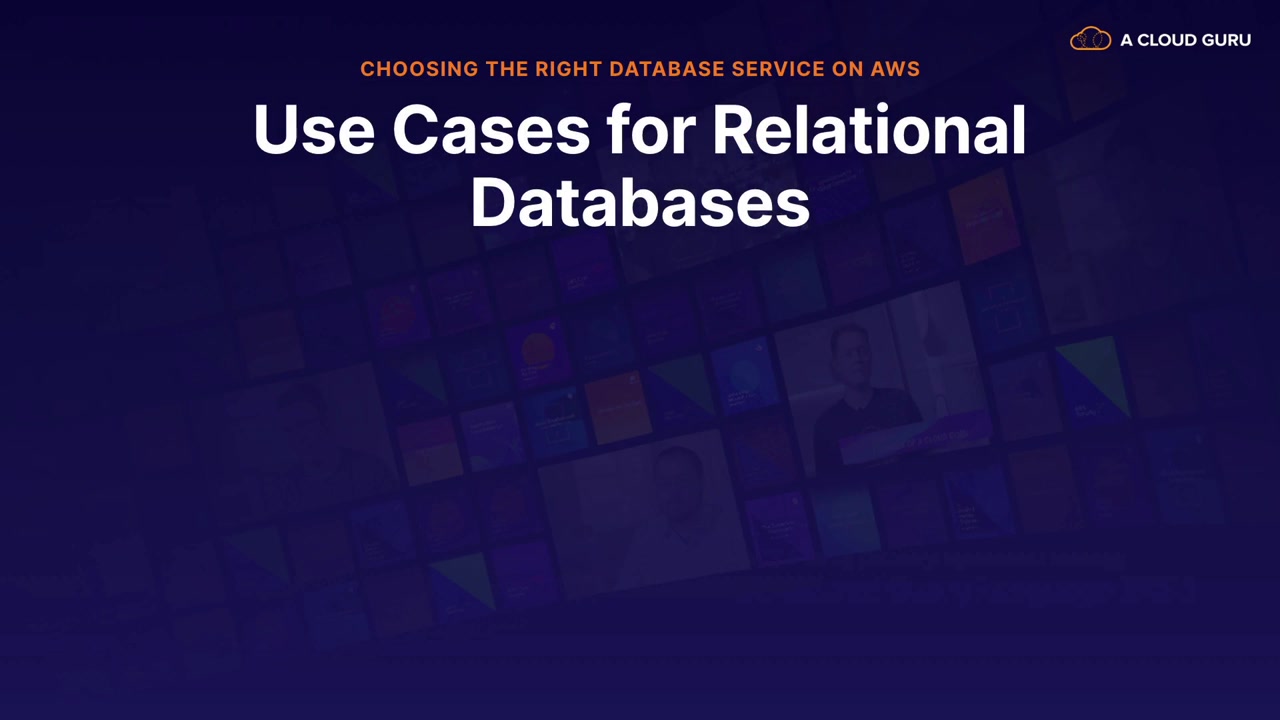 A CLOUD GURU
CHOOSING THE RIGHT DATABASE SERVICE ON AWS
Use Cases for Relational
Databases